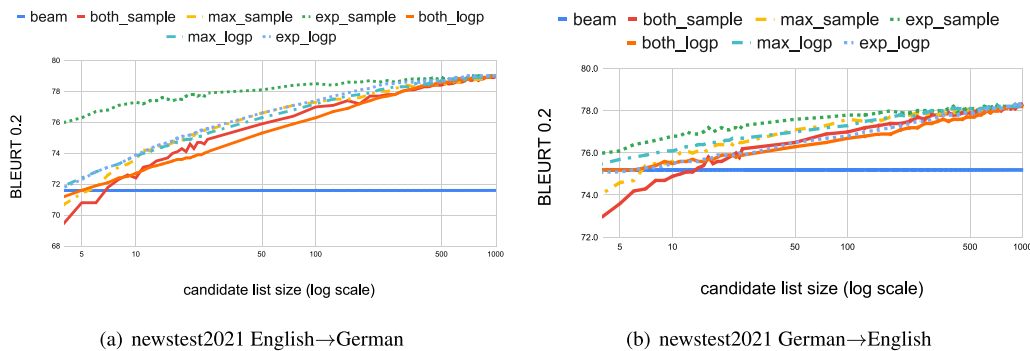 beam both_sample max_sample exp_sample both_logp
max_logp exp_logp
80
78
76
74
72
70
68
BLEURT 0.2
5 10 50 100 500 1000
candidate list size (log scale)
(a) newstest2021 English→German
beam both_sample max_sample exp_sample
both_logp max_logp exp_logp
80.0
78.0
76.0
74.0
72.0
BLEURT 0.2
5 10 50 100 500 1000
candidate list size (log scale)
(b) newstest2021 German→English